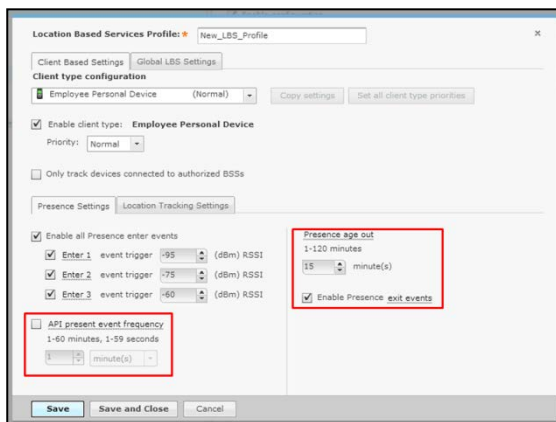 Location Based Services Profile: * New_LBS_Profile
Client Based Settings Global LBS Settings
Client type configuration
Employee Personal Device (Normal) Copy settings Set all client type priorities
Enable client type: Employee Personal Device
Priority: Normal
Only track devices connected to authorized BSSs
Presence Settings Location Tracking Settings
Enable all Presence enter events
Enter 1 event trigger -95 (dBm) RSSI
Enter 2 event trigger -75 (dBm) RSSI
Enter 3 event trigger -60 (dBm) RSSI
API present event frequency
1-60 minutes, 1-59 seconds
1 minute(s)
Presence age out
1-120 minutes
15 minute(s)
Enable Presence exit events
Save Save and Close Cancel